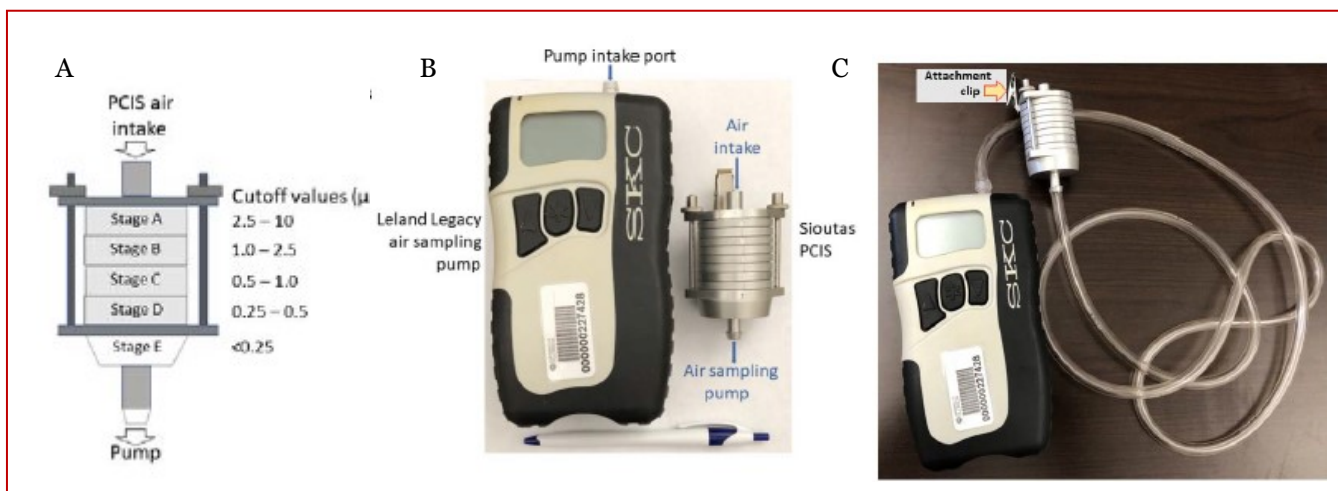 A
PCIS air
intake
Cutoff values (µ
Stage A
2.5 – 10
Stage B
1.0 – 2.5
Stage C
0.5 – 1.0
Stage D
0.25 – 0.5
Stage E
<0.25
Pump
B
Pump intake port
Air
intake
Leland Legacy
air sampling
pump
SKC
Sioutas
PCIS
000000227428
Air sampling
pump
C
Attachment
clip
SKC
000000227428